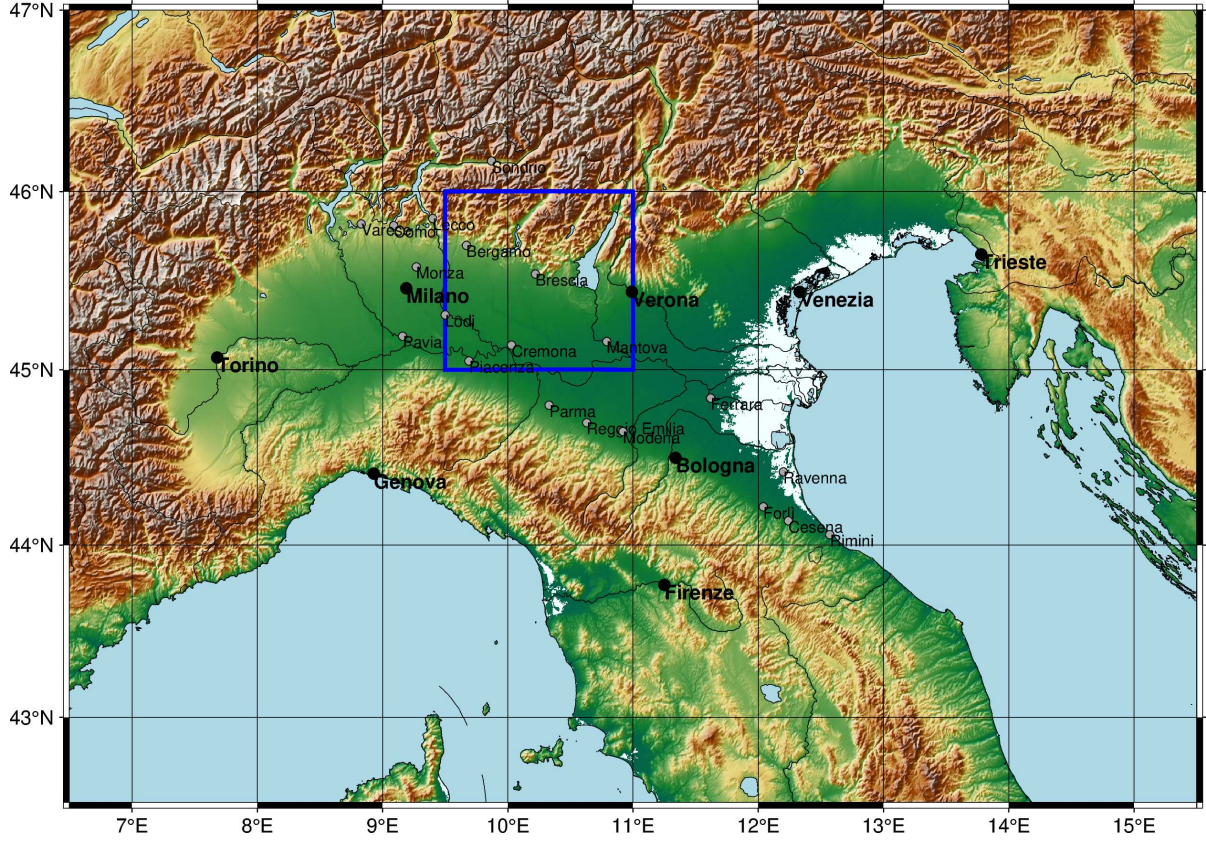 47°N
46°N
Sondrio
Varese
Como
Lecco
Bergamo
Monza
Brescia
Trieste
Milano
Verona
Venezia
Lodi
Pavia
Cremona
Mantova
45°N
Torino
Piacenza
Parma
Ferrara
Reggio Emilia
Modena
Bologna
Genova
Ravenna
Forlì
Cesena
44°N
Rimini
Firenze
43°N
7°E 8°E 9°E 10°E 11°E 12°E 13°E 14°E 15°E